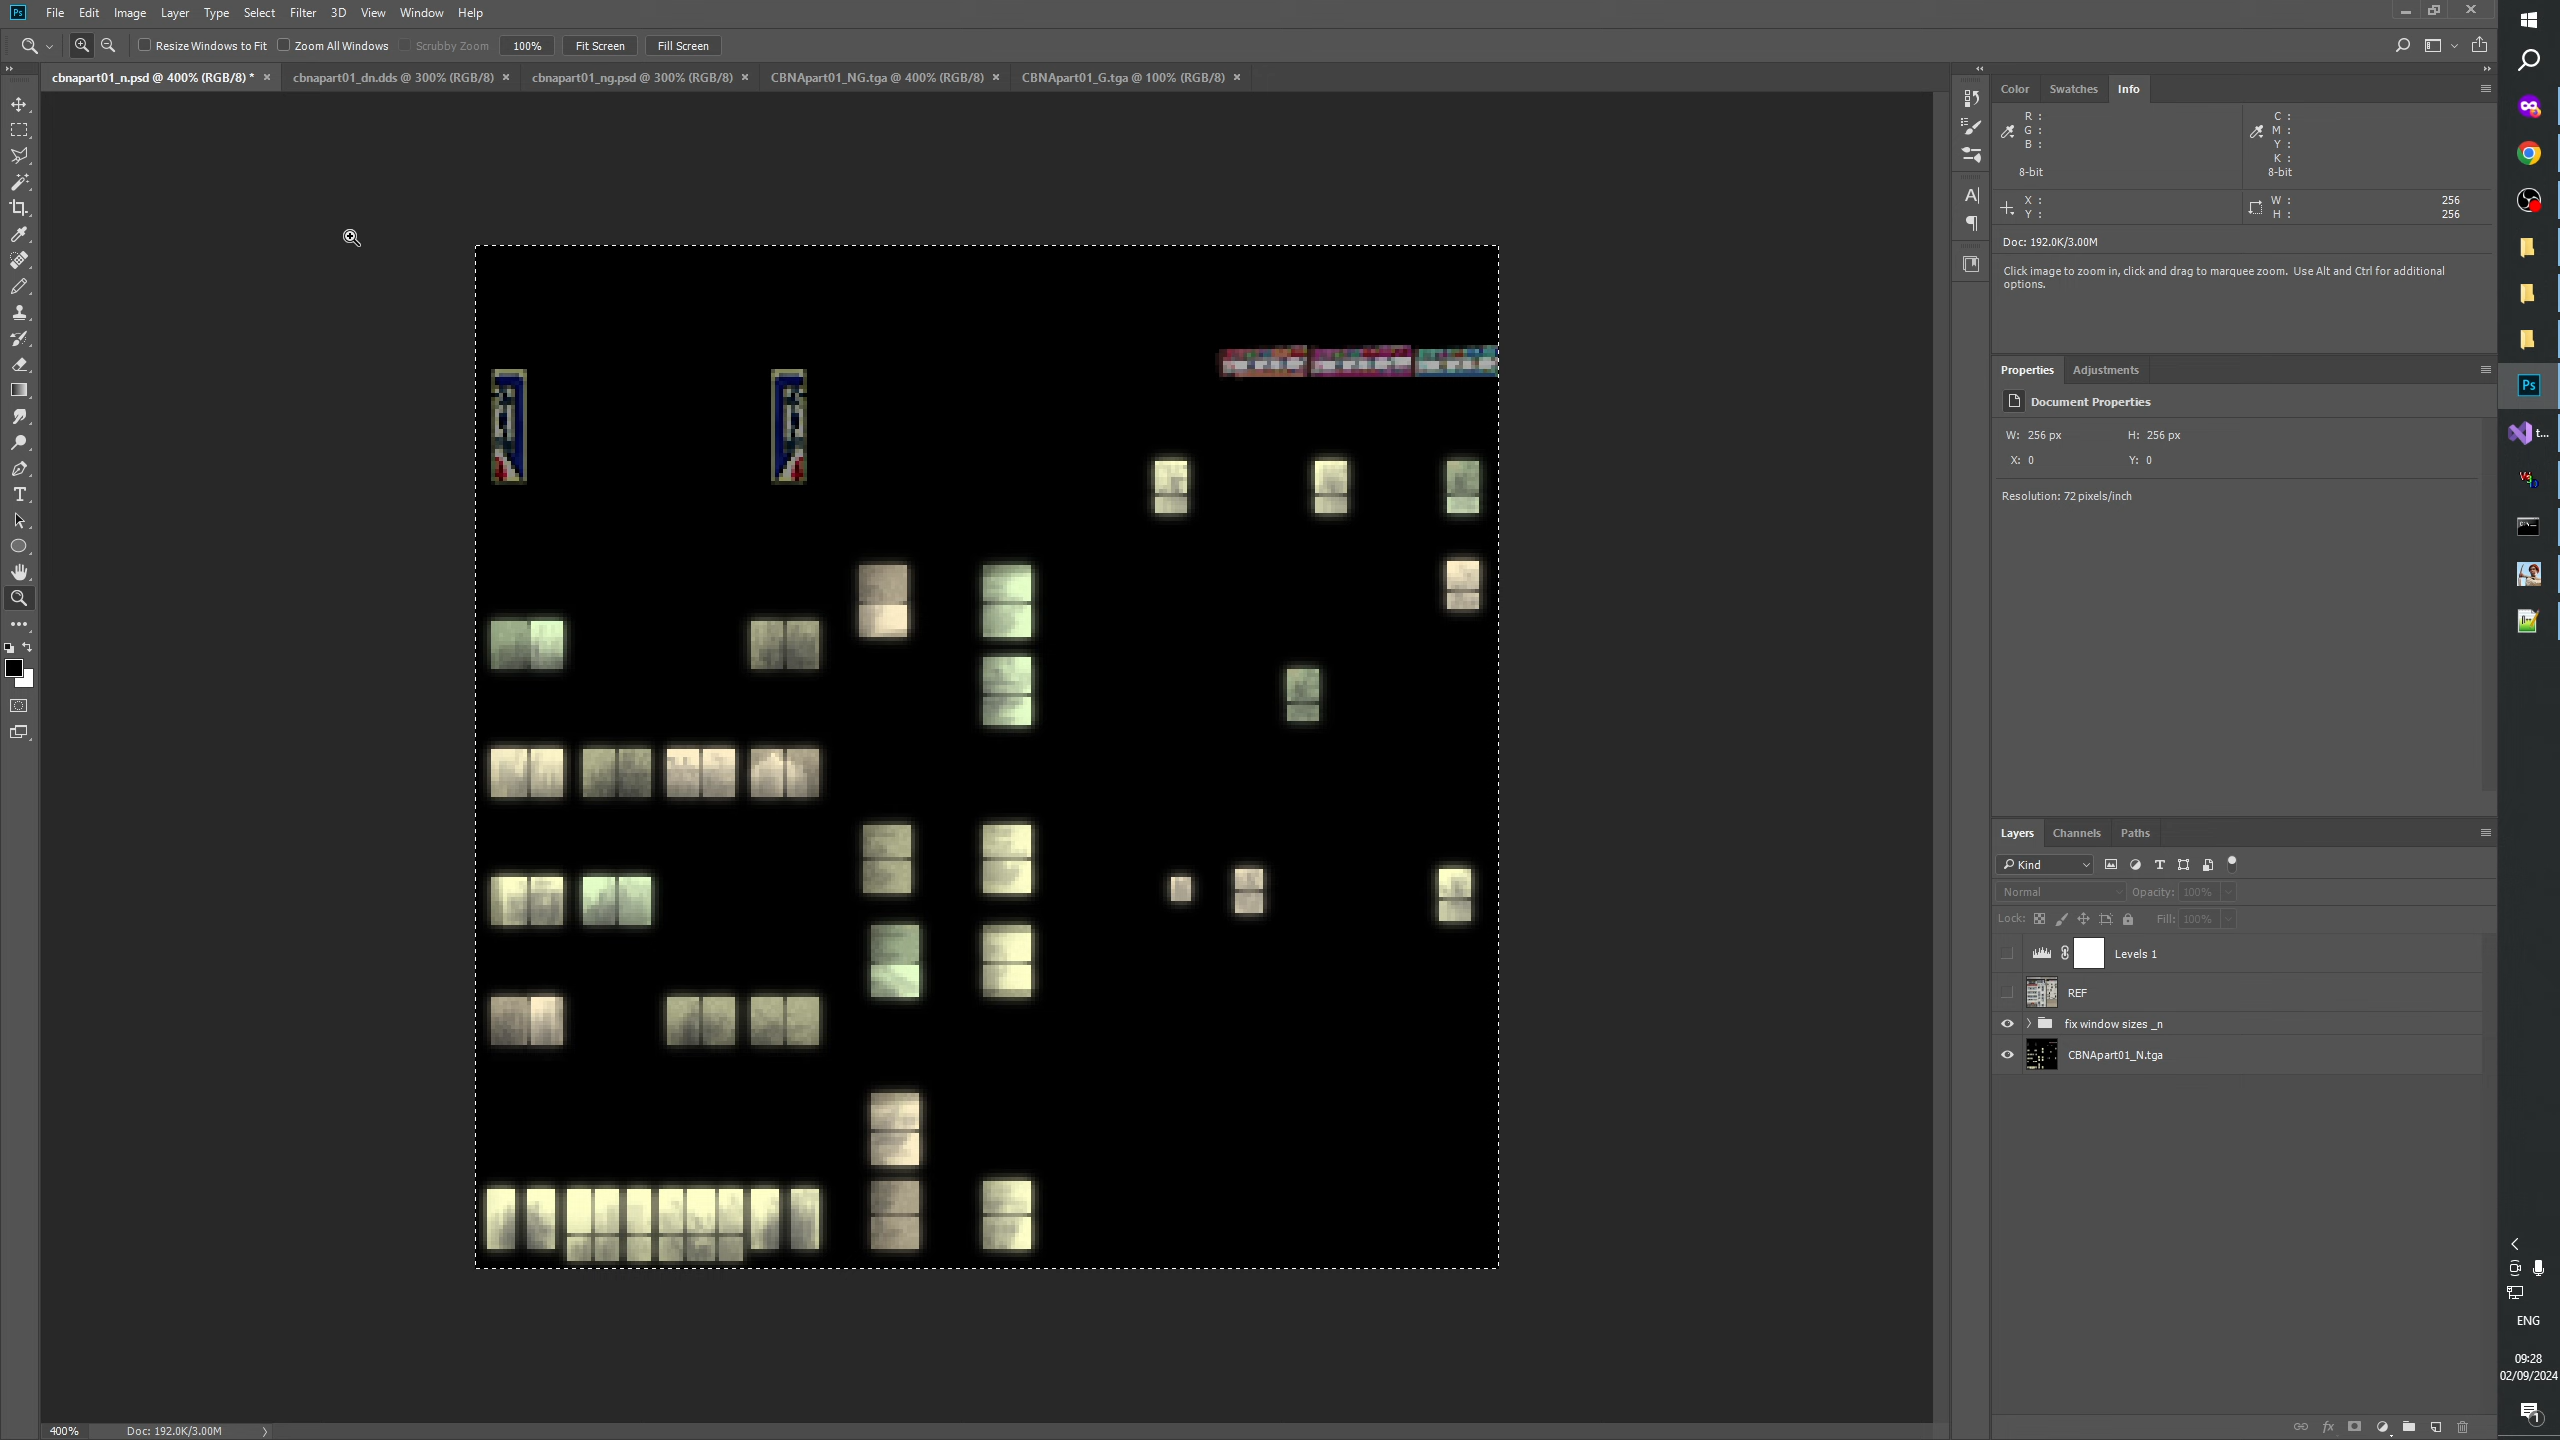 Ps File Edit Image Layer Type Select Filter 3D View Window Help
Resize Windows to Fit Zoom All Windows Scrubby Zoom 100% Fit Screen Fill Screen
cbnapart01_n.psd @ 400% (RGB/8) * cbnapart01_dn.dds @ 300% (RGB/8) cbnapart01_ng.psd @ 300% (RGB/8) CBNApart01_NG.tga @ 400% (RGB/8) CBNApart01_G.tga @ 100% (RGB/8)
Color Swatches Info
R : C :
G : M :
B : Y :
K :
8-bit 8-bit
X : W : 256
Y : H : 256
Doc: 192.0K/3.00M
Click image to zoom in, click and drag to marquee zoom. Use Alt and Ctrl for additional
options.
Properties Adjustments
Document Properties
W: 256 px H: 256 px
X: 0 Y: 0
Resolution: 72 pixels/inch
Layers Channels Paths
Kind
Normal Opacity: 100%
Lock: Fill: 100%
Levels 1
REF
fix window sizes _n
CBNApart01_N.tga
400% Doc: 192.0K/3.00M
Ps
t...
ENG
09:28
02/09/2024
1